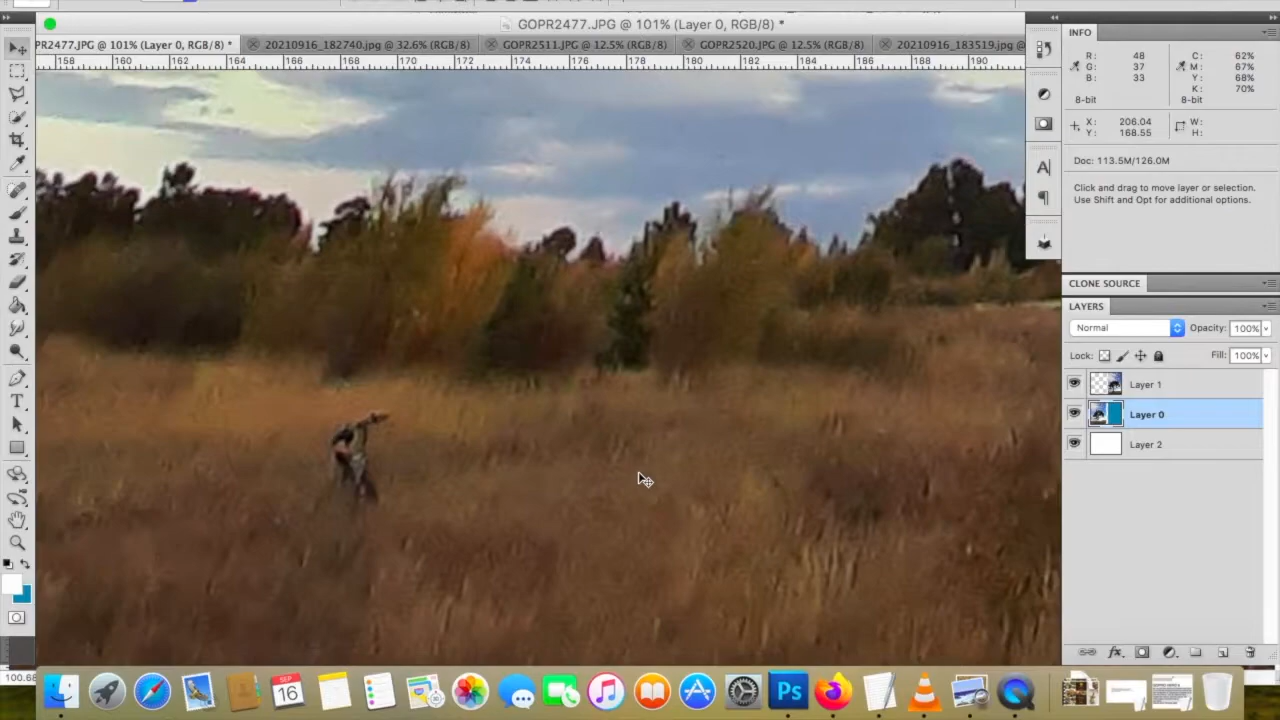 GOPR2477.JPG @ 101% (Layer 0, RGB/8) *
PR2477.JPG @ 101% (Layer 0, RGB/8) *
20210916_182740.jpg @ 32.6% (RGB/8)
GOPR2511.JPG @ 12.5% (RGB/8)
GOPR2520.JPG @ 12.5% (RGB/8)
20210916_183519.jpg @
158 160 162 164 166 168 170 172 174 176 178 180 182 184 186 188 190
INFO
R: 48
G: 37
B: 33
8-bit
C: 62%
M: 67%
Y: 68%
K: 70%
8-bit
X: 206.04
Y: 168.55
W:
H:
Doc: 113.5M/126.0M
Click and drag to move layer or selection.
Use Shift and Opt for additional options.
CLONE SOURCE
LAYERS
Normal
Opacity: 100%
Lock:
Fill: 100%
Layer 1
Layer 0
Layer 2
fx
A
T
100.68
SEP
16
Ps